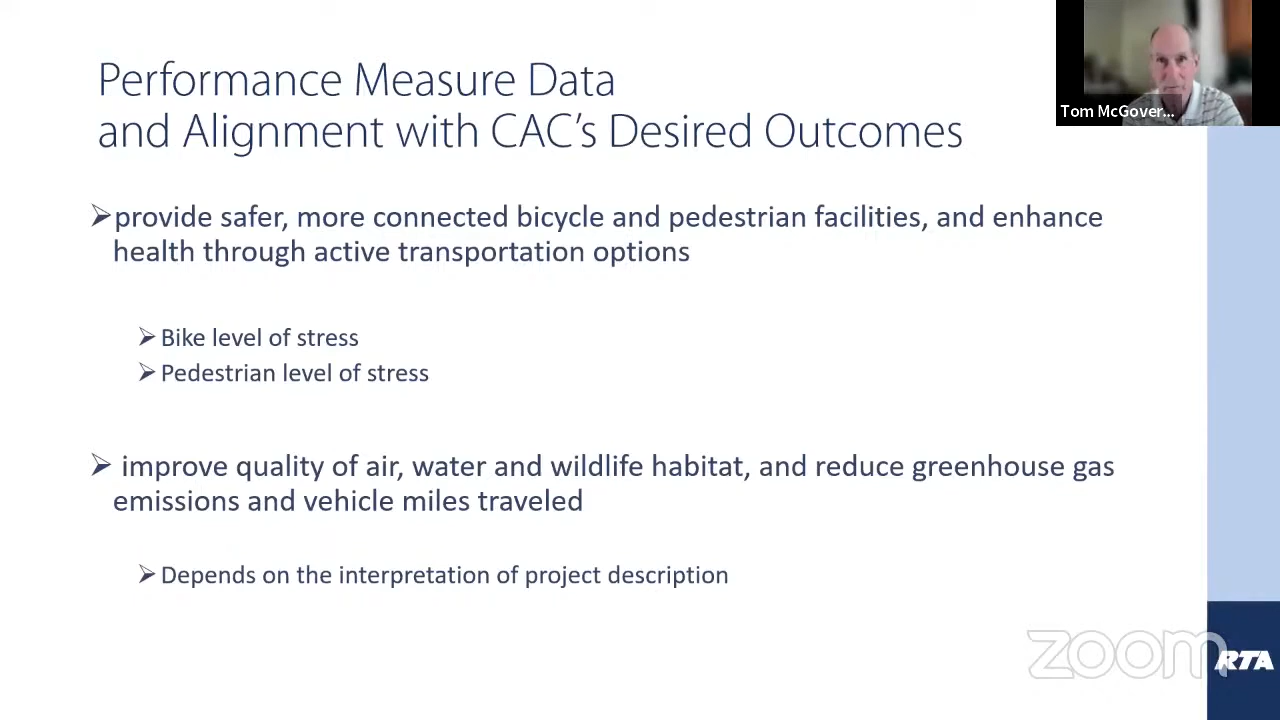 Performance Measure Data
and Alignment with CAC's Desired Outcomes
Tom McGover...
➢provide safer, more connected bicycle and pedestrian facilities, and enhance
health through active transportation options
➢Bike level of stress
➢Pedestrian level of stress
➢ improve quality of air, water and wildlife habitat, and reduce greenhouse gas
emissions and vehicle miles traveled
➢Depends on the interpretation of project description
zoom
RTA